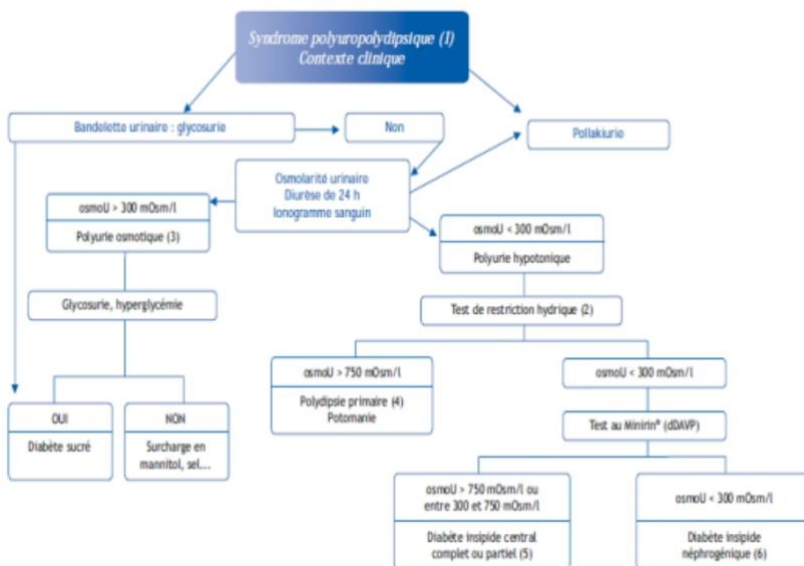 Syndrome polyuropolydipsique (1)
Contexte clinique
Bandelette urinaire : glycosurie
Non
Pollakiurie
Osmolarité urinaire
Diurèse de 24 h
Ionogramme sanguin
osmoU > 300 mOsm/l
Polyurie osmotique (3)
osmoU < 300 mOsm/l
Polyurie hypotonique
Glycosurie, hyperglycémie
Test de restriction hydrique (2)
osmoU > 750 mOsm/l
Polydipsie primaire (4)
Potomanie
osmoU < 300 mOsm/l
OUI
Diabète sucré
NON
Surcharge en
mannitol, sel...
Test au Minirin® (dDAVP)
osmoU > 750 mOsm/l ou
entre 300 et 750 mOsm/l
Diabète insipide central
complet ou partiel (5)
osmoU < 300 mOsm/l
Diabète insipide
néphrogénique (6)